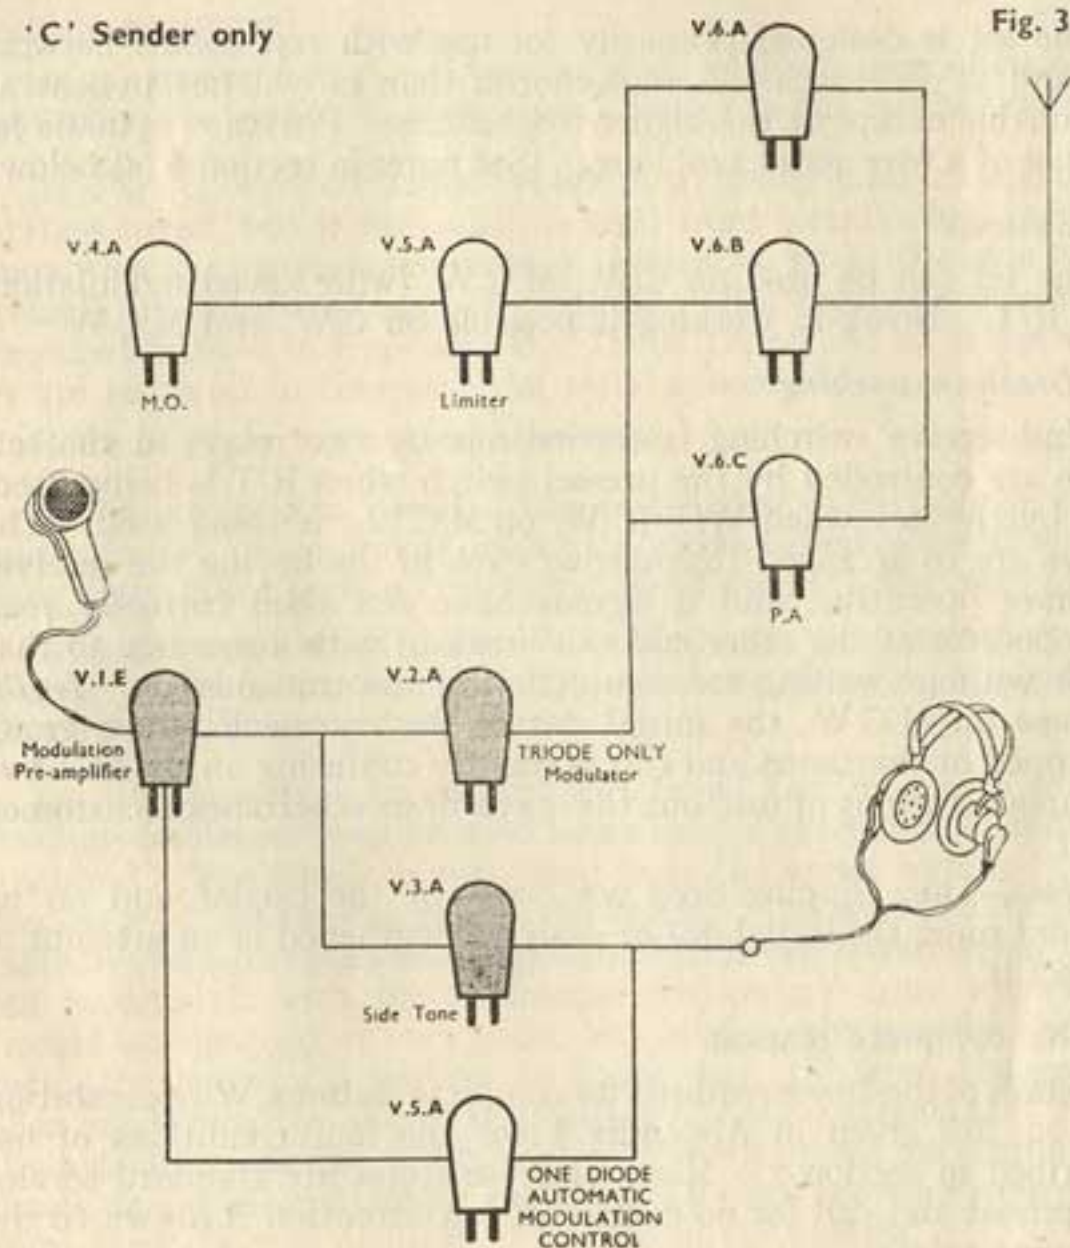 'C' Sender only
Fig. 3
V.6.A
V.4.A
V.5.A
V.6.B
M.O.
Limiter
V.6.C
P.A
V.1.E
V.2.A
Modulation
Pre-amplifier
TRIODE ONLY
Modulator
V.3.A
Side Tone
V.5.A
ONE DIODE
AUTOMATIC
MODULATION
CONTROL